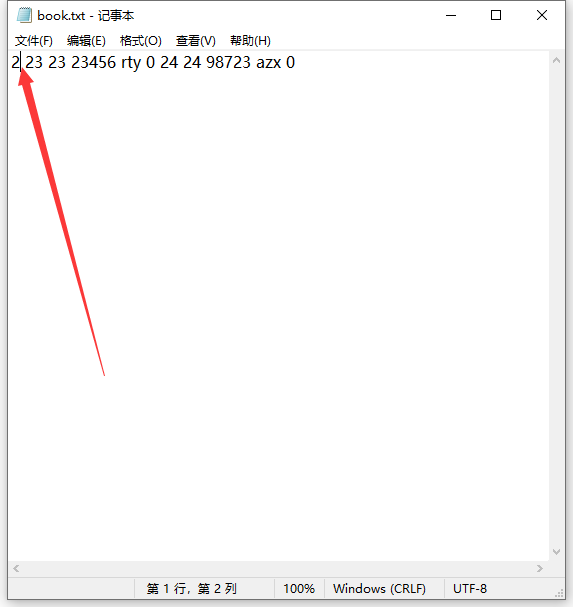 book.txt - 记事本
文件(F) 编辑(E) 格式(O) 查看(V) 帮助(H)
2 23 23 23456 rty 0 24 24 98723 azx 0
第 1 行，第 2 列 100% Windows (CRLF) UTF-8